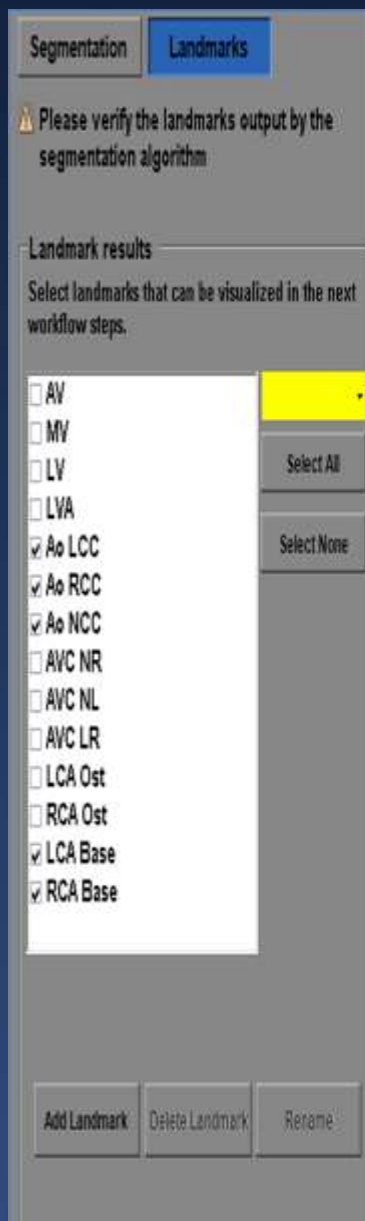 Segmentation Landmarks
Please verify the landmarks output by the
segmentation algorithm
Landmark results
Select landmarks that can be visualized in the next
workflow steps.
AV
MV
LV
LVA
Ao LCC
Ao RCC
Ao NCC
AVC NR
AVC NL
AVC LR
LCA Ost
RCA Ost
LCA Base
RCA Base
Select All
Select None
Add Landmark Delete Landmark Rename